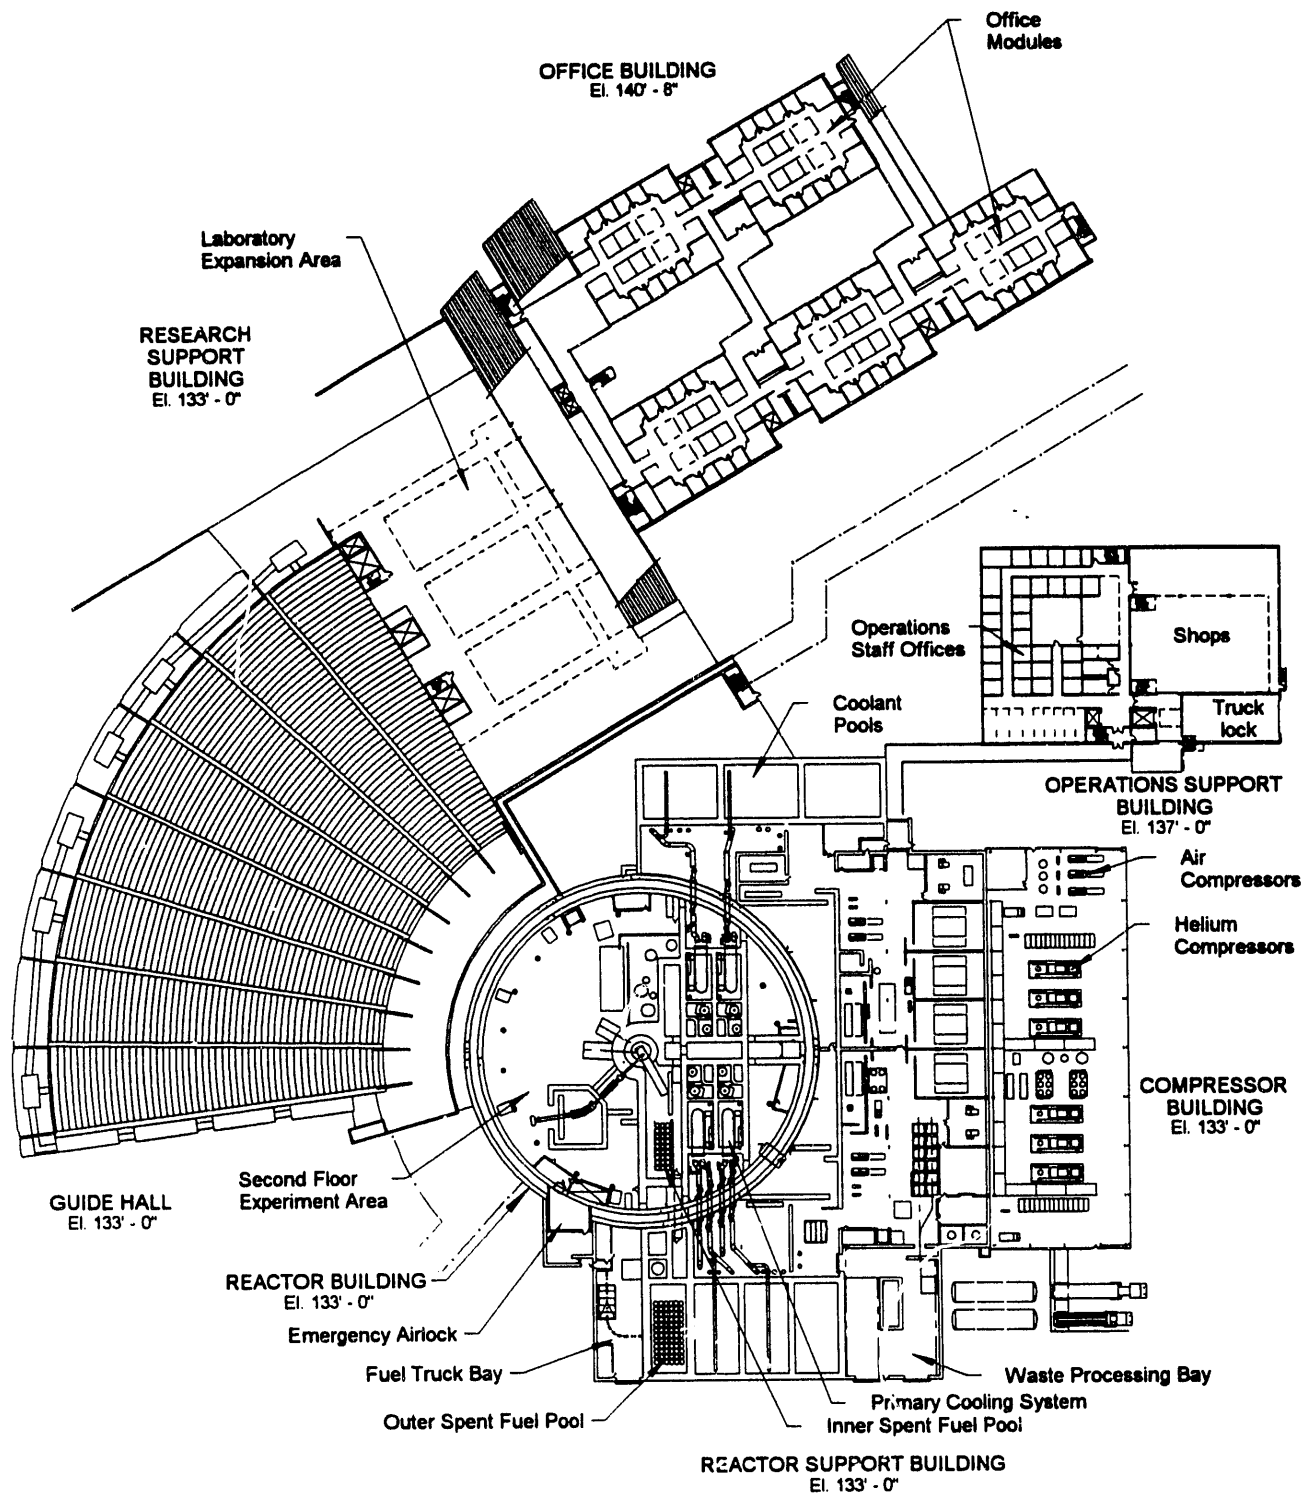 Office
Modules
OFFICE BUILDING
El. 140' - 8"
Laboratory
Expansion Area
RESEARCH
SUPPORT
BUILDING
El. 133' - 0"
Operations
Staff Offices
Shops
Truck
lock
Coolant
Pools
OPERATIONS SUPPORT
BUILDING
El. 137' - 0"
Air
Compressors
Helium
Compressors
COMPRESSOR
BUILDING
El. 133' - 0"
Second Floor
Experiment Area
GUIDE HALL
El. 133' - 0"
REACTOR BUILDING
El. 133' - 0"
Emergency Airlock
Fuel Truck Bay
Outer Spent Fuel Pool
Waste Processing Bay
Primary Cooling System
Inner Spent Fuel Pool
REACTOR SUPPORT BUILDING
El. 133' - 0"